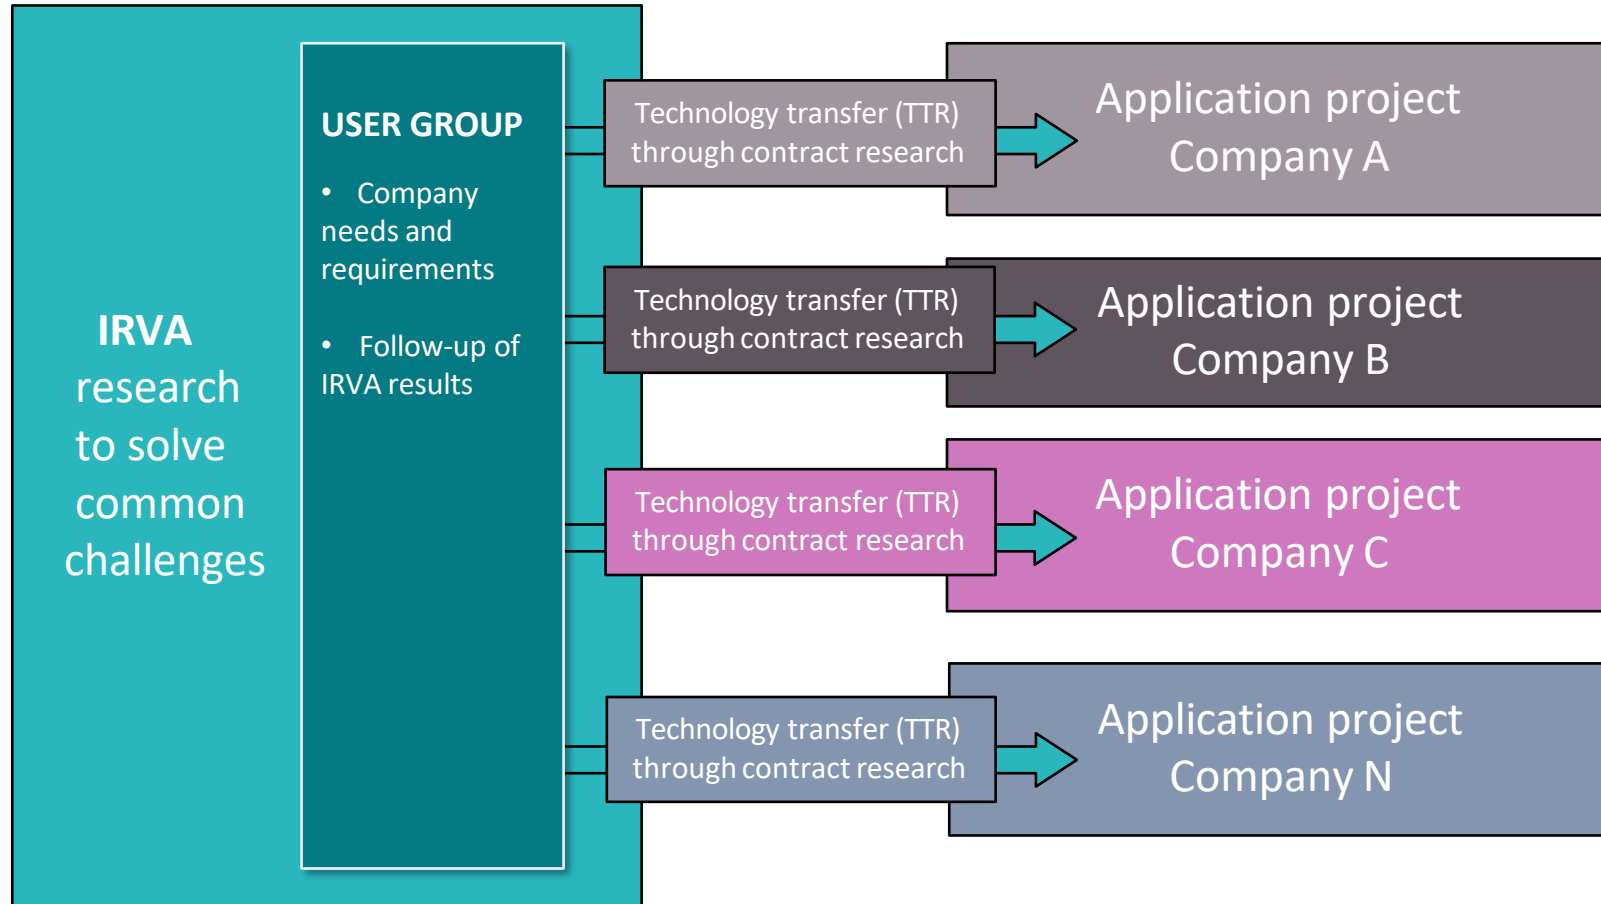 IRVA
research
to solve
common
challenges
USER GROUP
• Company
needs and
requirements
• Follow-up of
IRVA results
Technology transfer (TTR)
through contract research
Application project
Company A
Technology transfer (TTR)
through contract research
Application project
Company B
Technology transfer (TTR)
through contract research
Application project
Company C
Technology transfer (TTR)
through contract research
Application project
Company N